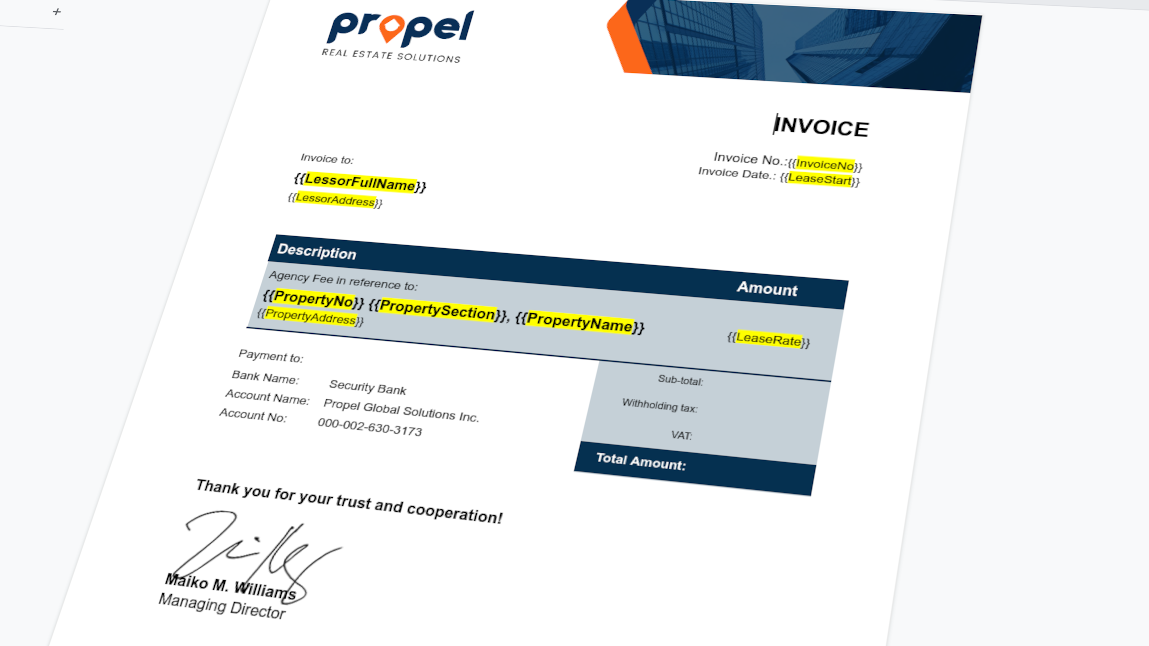 +
propel
REAL ESTATE SOLUTIONS
INVOICE
Invoice No.:{{InvoiceNo}}
Invoice Date.: {{LeaseStart}}
Invoice to:
{{LessorFullName}}
{{LessorAddress}}
Description Amount
Agency Fee in reference to:
{{PropertyNo}} {{PropertySection}}, {{PropertyName}}
{{PropertyAddress}}
{{LeaseRate}}
Payment to:
Bank Name: Security Bank
Account Name: Propel Global Solutions Inc.
Account No: 000-002-630-3173
Sub-total:
Withholding tax:
VAT:
Total Amount:
Thank you for your trust and cooperation!
Maiko M. Williams
Managing Director